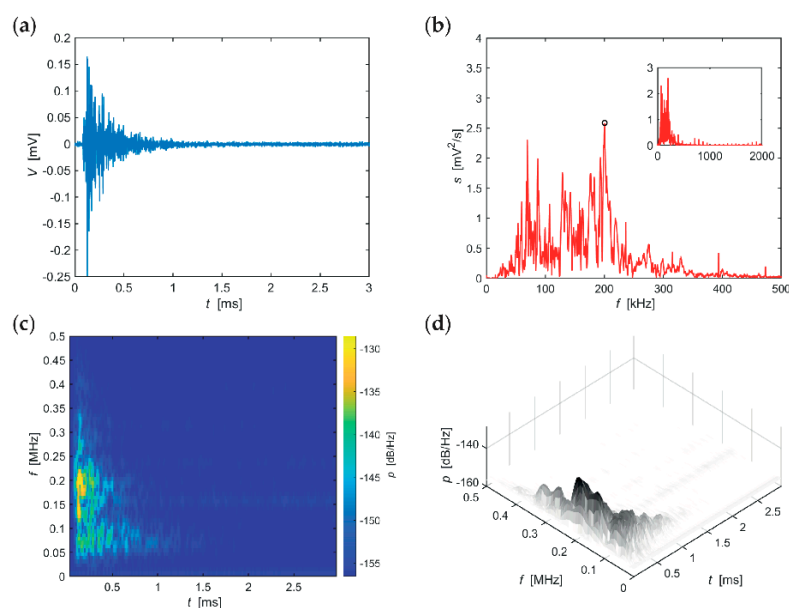 (a)
0.2
0.15
0.1
0.05
0
-0.05
-0.1
-0.15
-0.2
-0.25
V [mV]
0 0.5 1 1.5 2 2.5 3
t [ms]
(b)
4
3.5
3
2.5
2
1.5
1
0.5
0
s [mV²/s]
0 100 200 300 400 500
f [kHz]
3
2
1
0
0 1000 2000
(c)
0.5
0.45
0.4
0.35
0.3
0.25
0.2
0.15
0.1
0.05
0
f [MHz]
0.5 1 1.5 2 2.5
t [ms]
-130
-135
-140
-145
-150
-155
p [dB/Hz]
(d)
-140
-160
p [dB/Hz]
0.5
0.4
0.3
0.2
0.1
0
f [MHz]
0.5
1
1.5
2
2.5
t [ms]